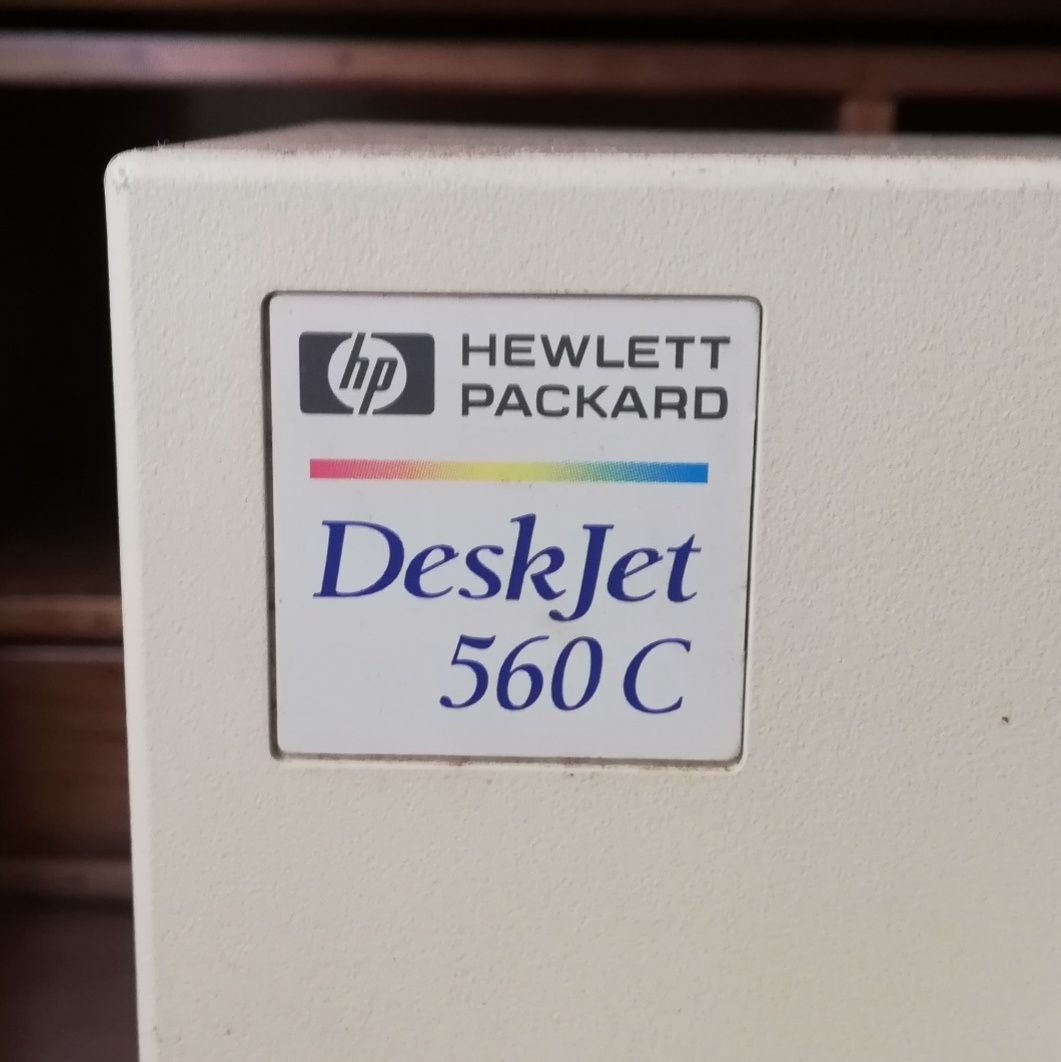 hp HEWLETT
PACKARD
DeskJet
560 C